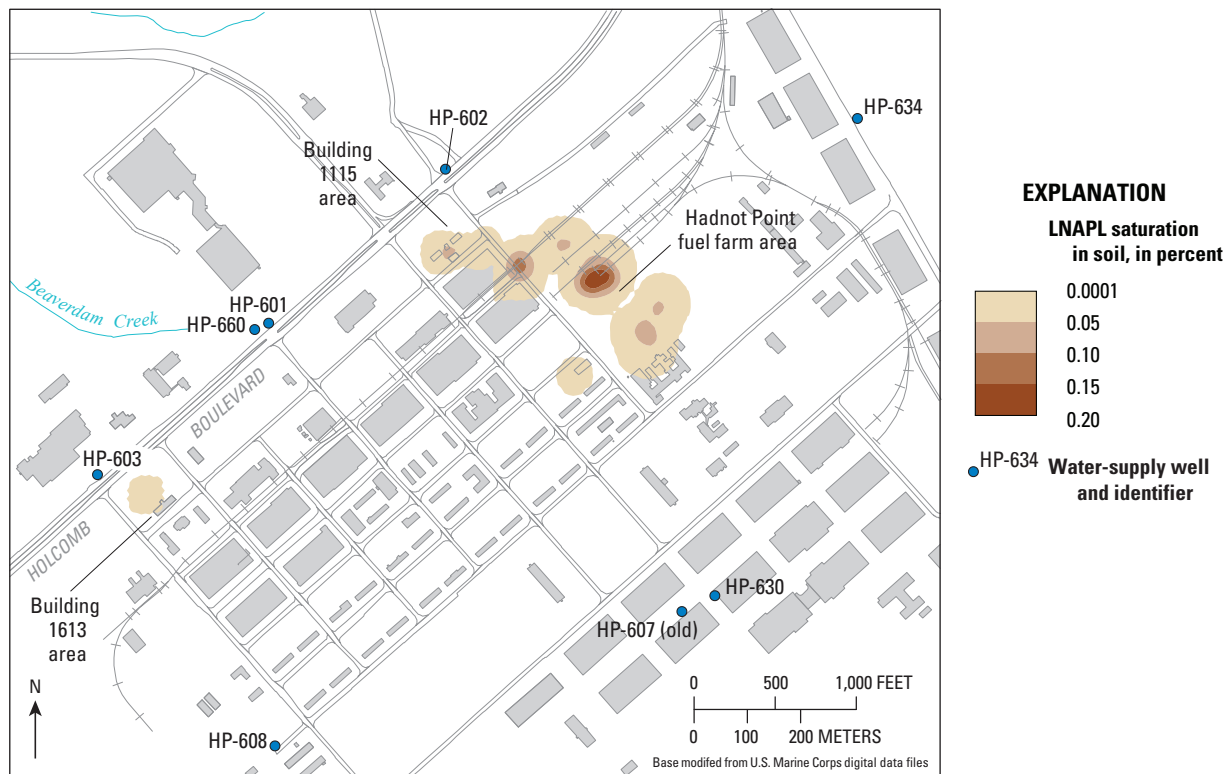 HP-634
HP-602
Building
1115
area
Hadnot Point
fuel farm area
Beaverdam Creek
HP-601
HP-660
BOULEVARD
HP-603
HOLCOMB
Building
1613
area
HP-630
HP-607 (old)
HP-608
N
0 500 1,000 FEET
0 100 200 METERS
Base modifed from U.S. Marine Corps digital data files
EXPLANATION
LNAPL saturation
in soil, in percent
0.0001
0.05
0.10
0.15
0.20
HP-634 Water-supply well
and identifier